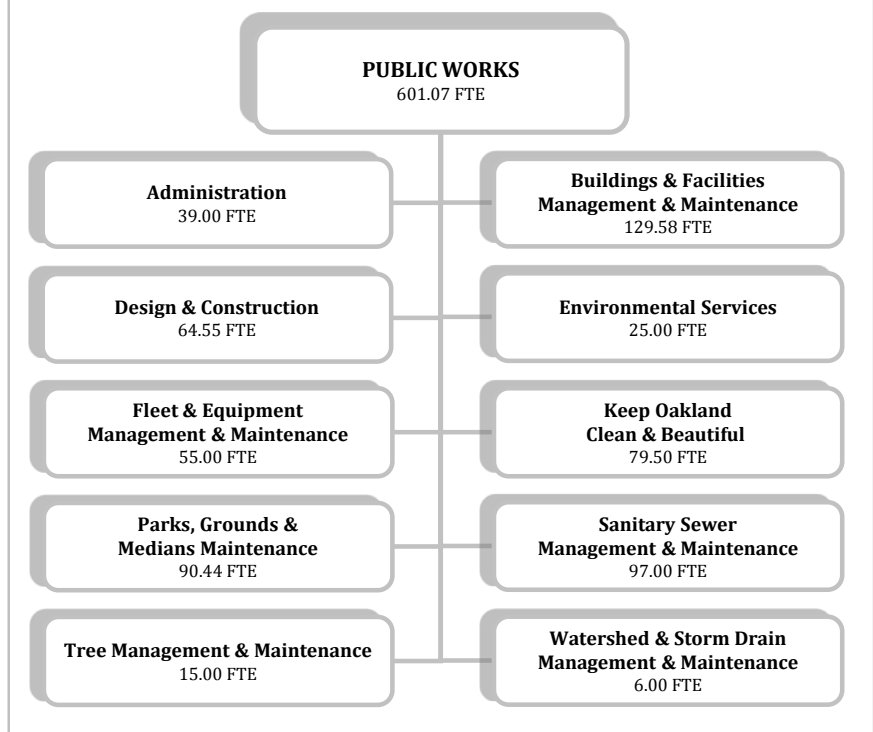 PUBLIC WORKS
601.07 FTE
Administration
39.00 FTE
Buildings & Facilities
Management & Maintenance
129.58 FTE
Design & Construction
64.55 FTE
Environmental Services
25.00 FTE
Fleet & Equipment
Management & Maintenance
55.00 FTE
Keep Oakland
Clean & Beautiful
79.50 FTE
Parks, Grounds &
Medians Maintenance
90.44 FTE
Sanitary Sewer
Management & Maintenance
97.00 FTE
Tree Management & Maintenance
15.00 FTE
Watershed & Storm Drain
Management & Maintenance
6.00 FTE